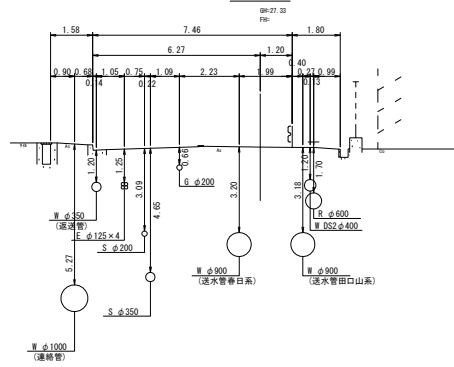 GH=27.33
FH=
1.58 7.46 1.80
6.27 1.20
0.40
0.90 0.68 1.05 0.75 1.09 2.23 1.99 0.27 0.99
0.14 0.22 0.13
1.20 1.25 3.09 4.65 0.66 3.20 3.18 1.20 1.70
5.27
G φ200
W φ350
(返送管)
E φ125×4
S φ200
S φ350
R φ600
W DS2φ400
W φ900
(送水管春日系)
W φ900
(送水管田口山系)
W φ1000
(連絡管)